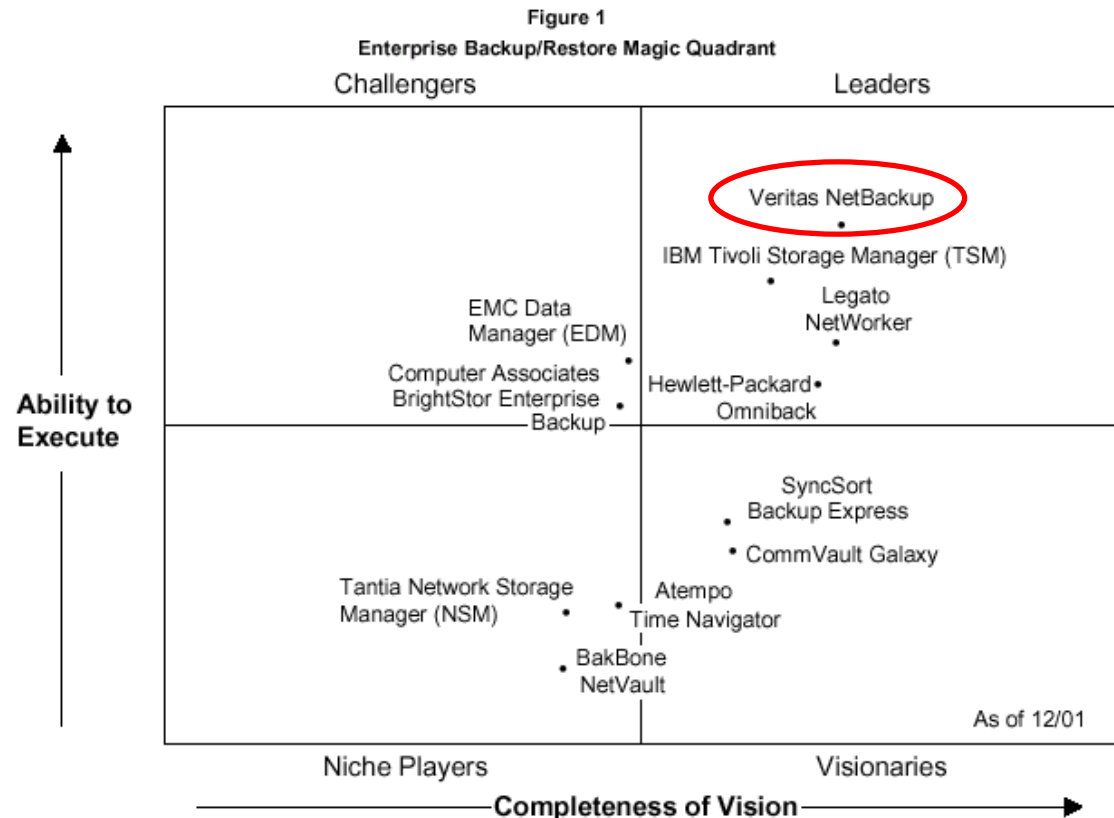 Figure 1
Enterprise Backup/Restore Magic Quadrant
Challengers
Leaders
Veritas NetBackup
IBM Tivoli Storage Manager (TSM)
Legato
NetWorker
EMC Data
Manager (EDM)
Computer Associates
BrightStor Enterprise
Backup
Hewlett-Packard
Omniback
Ability to
Execute
SyncSort
Backup Express
CommVault Galaxy
Tantia Network Storage
Manager (NSM)
Atempo
Time Navigator
BakBone
NetVault
As of 12/01
Niche Players
Visionaries
Completeness of Vision